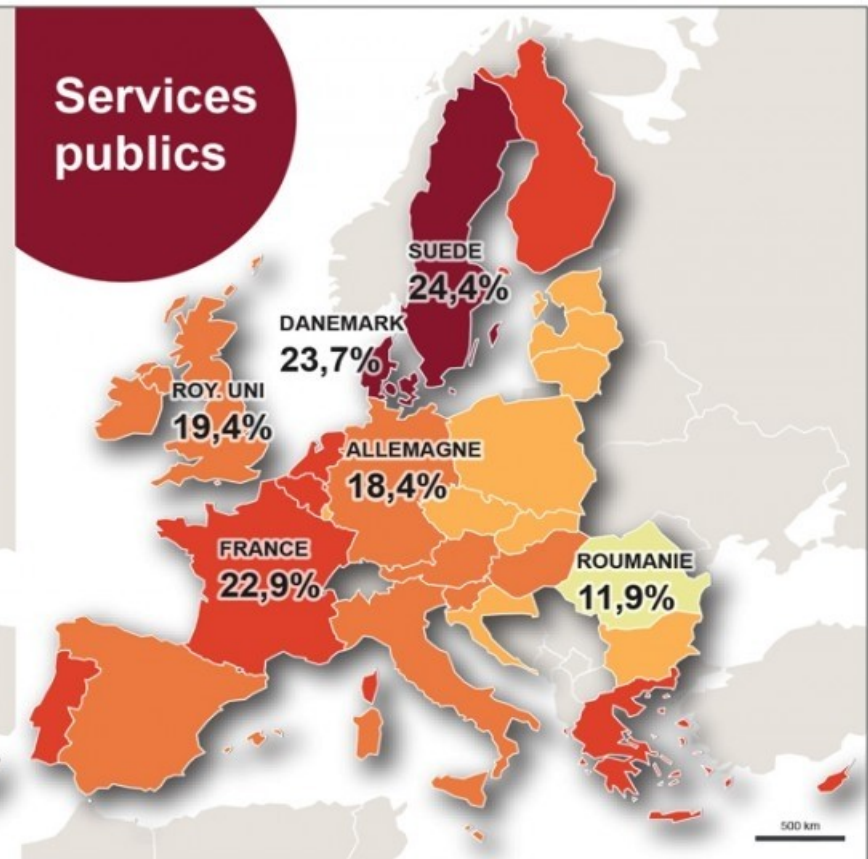 Services
publics
SUEDE
24,4%
DANEMARK
23,7%
ROY. UNI
19,4%
ALLEMAGNE
18,4%
FRANCE
22,9%
ROUMANIE
11,9%
500 km